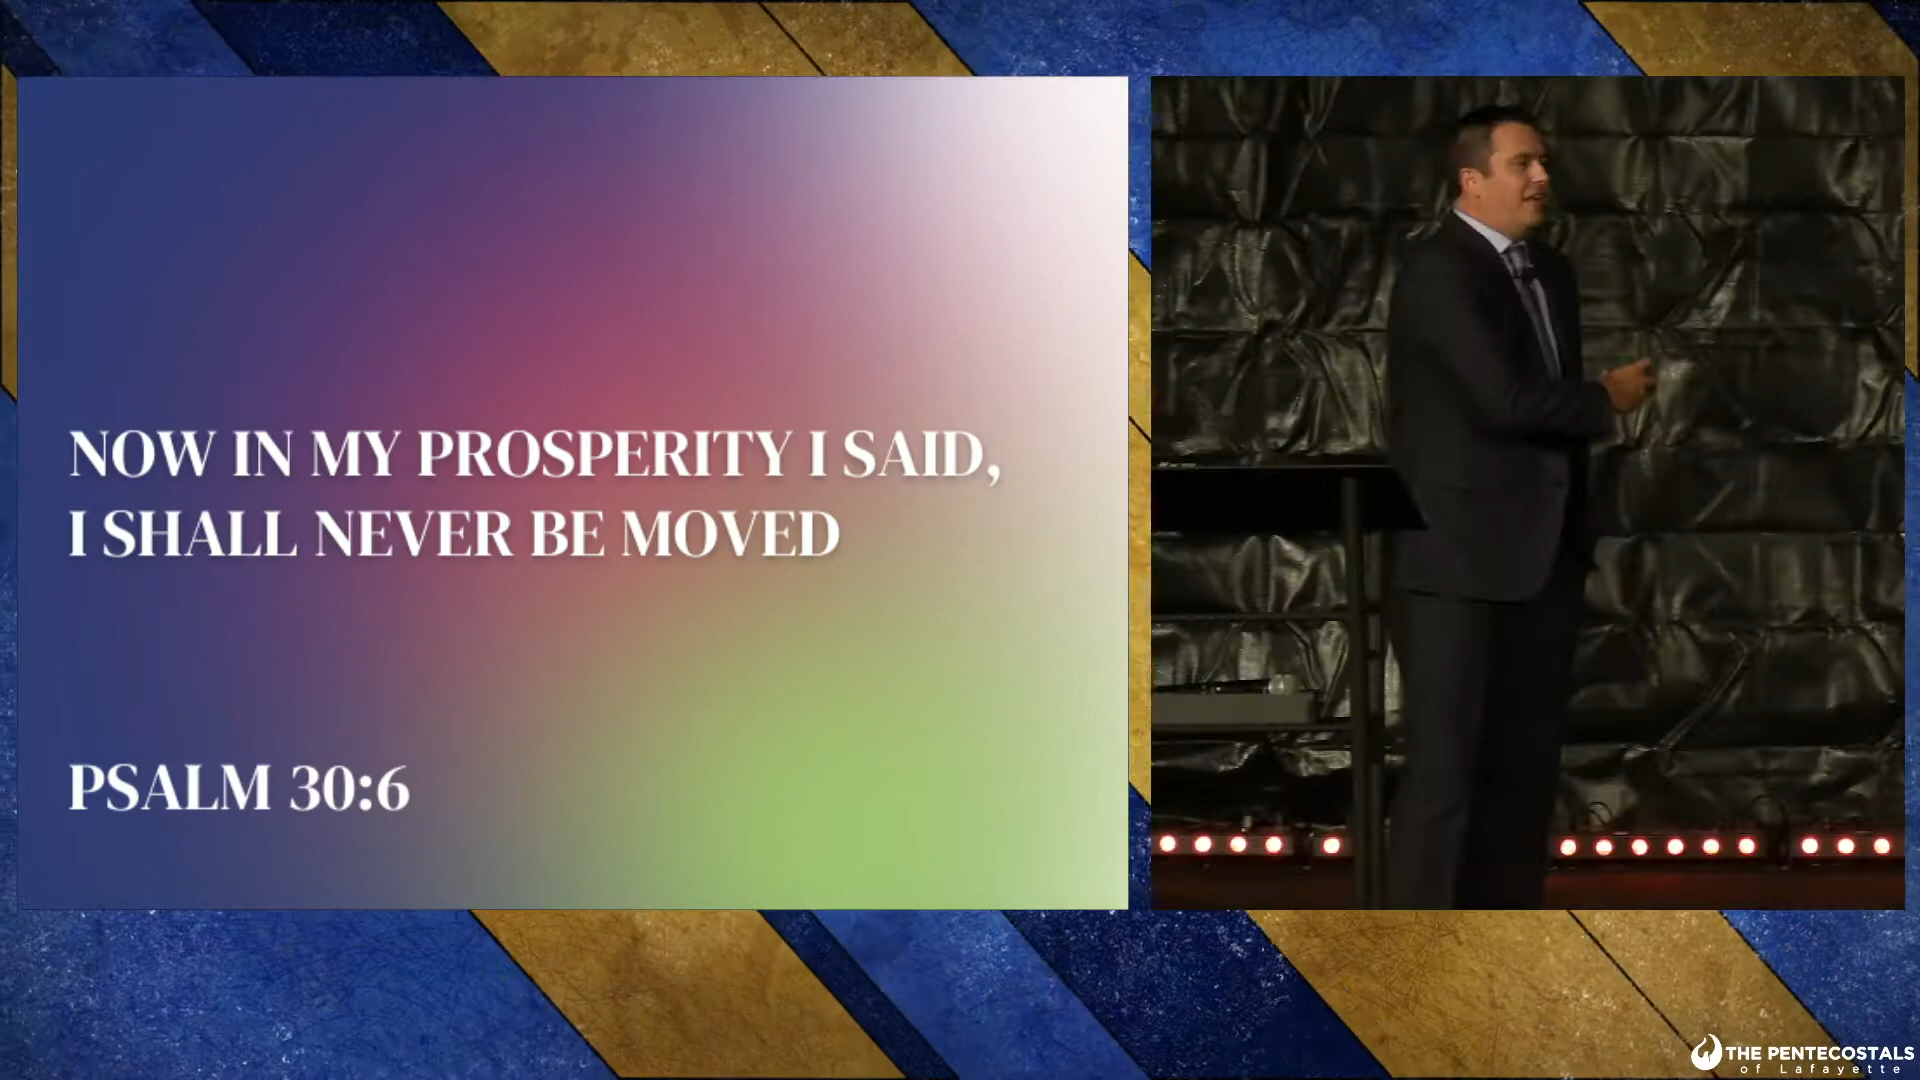 NOW IN MY PROSPERITY I SAID,
I SHALL NEVER BE MOVED
PSALM 30:6
THE PENTECOSTALS
of Lafayette